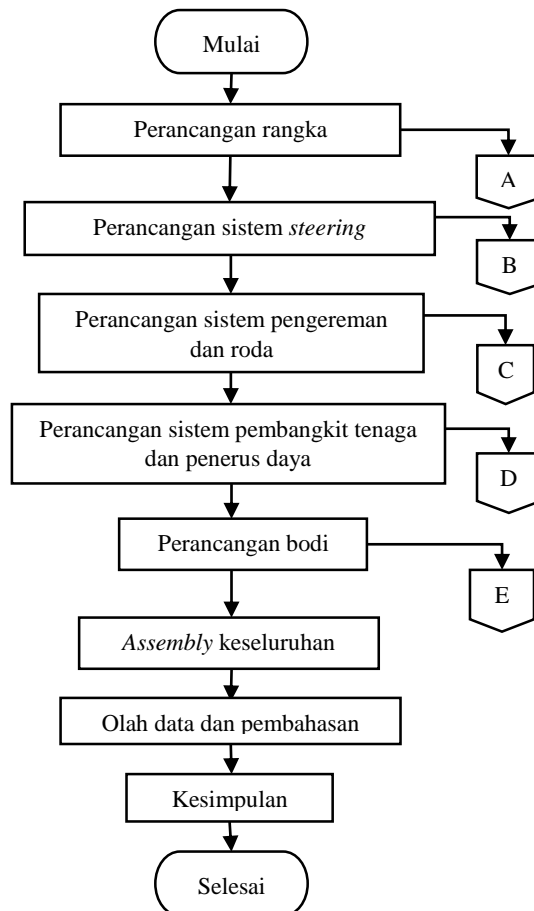 Mulai
Perancangan rangka
A
Perancangan sistem steering
B
Perancangan sistem pengereman
dan roda
C
Perancangan sistem pembangkit tenaga
dan penerus daya
D
Perancangan bodi
E
Assembly keseluruhan
Olah data dan pembahasan
Kesimpulan
Selesai